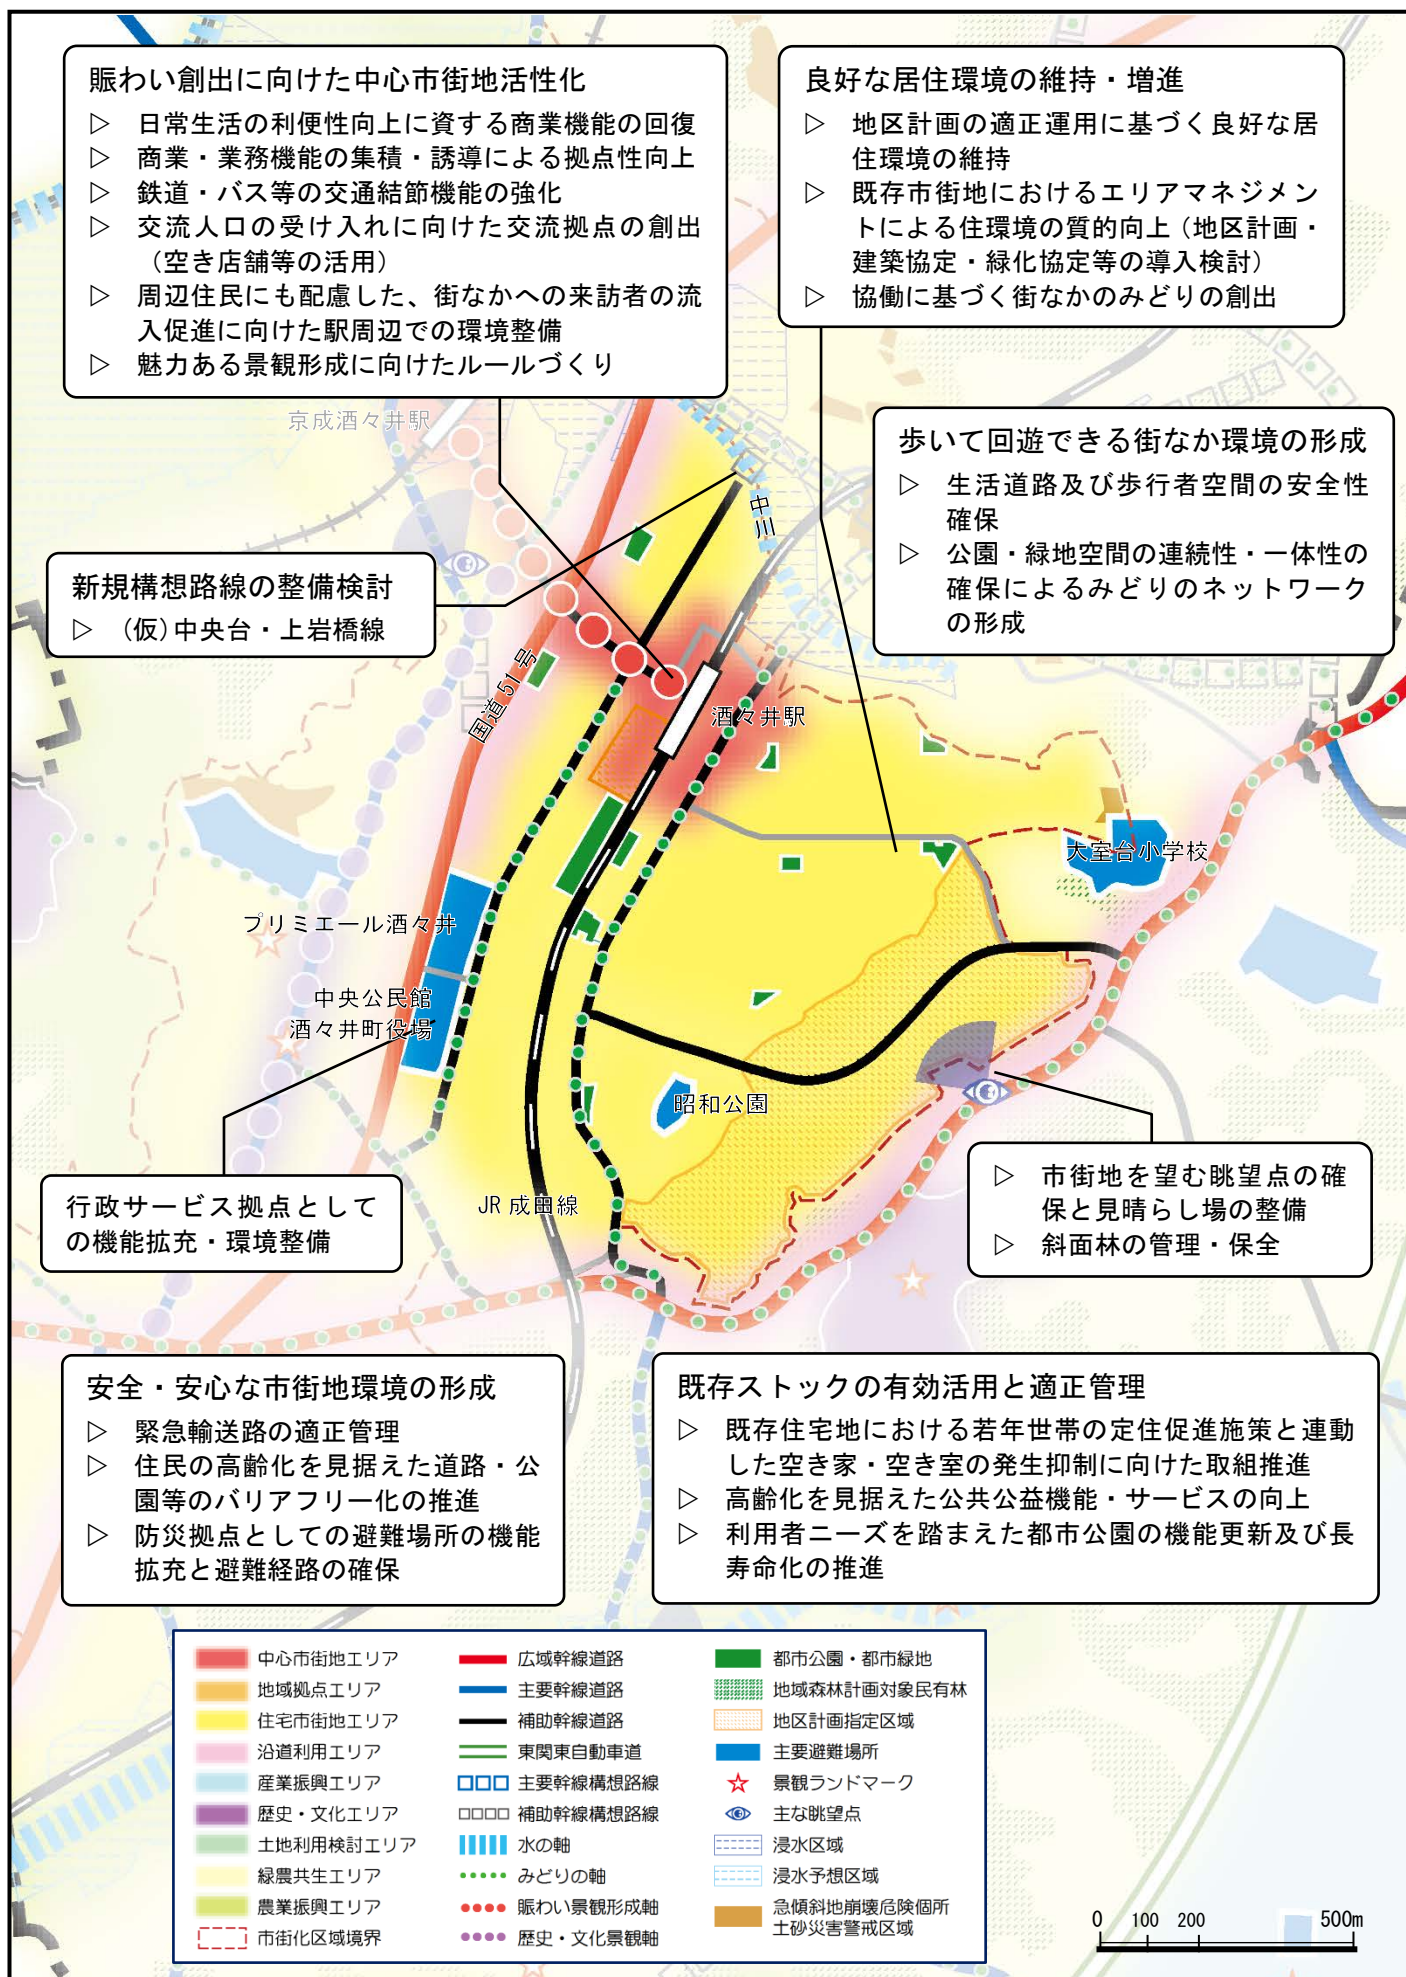 賑わい創出に向けた中心市街地活性化
▷ 日常生活の利便性向上に資する商業機能の回復
▷ 商業・業務機能の集積・誘導による拠点性向上
▷ 鉄道・バス等の交通結節機能の強化
▷ 交流人口の受け入れに向けた交流拠点の創出
（空き店舗等の活用）
▷ 周辺住民にも配慮した、街なかへの来訪者の流
入促進に向けた駅周辺での環境整備
▷ 魅力ある景観形成に向けたルールづくり
良好な居住環境の維持・増進
▷ 地区計画の適正運用に基づく良好な居
住環境の維持
▷ 既存市街地におけるエリアマネジメン
トによる住環境の質的向上（地区計画・
建築協定・緑化協定等の導入検討）
▷ 協働に基づく街なかのみどりの創出
京成酒々井駅
歩いて回遊できる街なか環境の形成
▷ 生活道路及び歩行者空間の安全性
確保
▷ 公園・緑地空間の連続性・一体性の
確保によるみどりのネットワーク
の形成
中川
新規構想路線の整備検討
▷ （仮）中央台・上岩橋線
国道 51 号
酒々井駅
大室台小学校
プリミエール酒々井
中央公民館
酒々井町役場
昭和公園
JR 成田線
行政サービス拠点として
の機能拡充・環境整備
▷ 市街地を望む眺望点の確
保と見晴らし場の整備
▷ 斜面林の管理・保全
安全・安心な市街地環境の形成
▷ 緊急輸送路の適正管理
▷ 住民の高齢化を見据えた道路・公
園等のバリアフリー化の推進
▷ 防災拠点としての避難場所の機能
拡充と避難経路の確保
既存ストックの有効活用と適正管理
▷ 既存住宅地における若年世帯の定住促進施策と連動
した空き家・空き室の発生抑制に向けた取組推進
▷ 高齢化を見据えた公共公益機能・サービスの向上
▷ 利用者ニーズを踏まえた都市公園の機能更新及び長
寿命化の推進
中心市街地エリア
地域拠点エリア
住宅市街地エリア
沿道利用エリア
産業振興エリア
歴史・文化エリア
土地利用検討エリア
緑農共生エリア
農業振興エリア
市街化区域境界
広域幹線道路
主要幹線道路
補助幹線道路
東関東自動車道
主要幹線構想路線
補助幹線構想路線
水の軸
みどりの軸
賑わい景観形成軸
歴史・文化景観軸
都市公園・都市緑地
地域森林計画対象民有林
地区計画指定区域
主要避難場所
景観ランドマーク
主な眺望点
浸水区域
浸水予想区域
急傾斜地崩壊危険個所
土砂災害警戒区域
0 100 200 500m